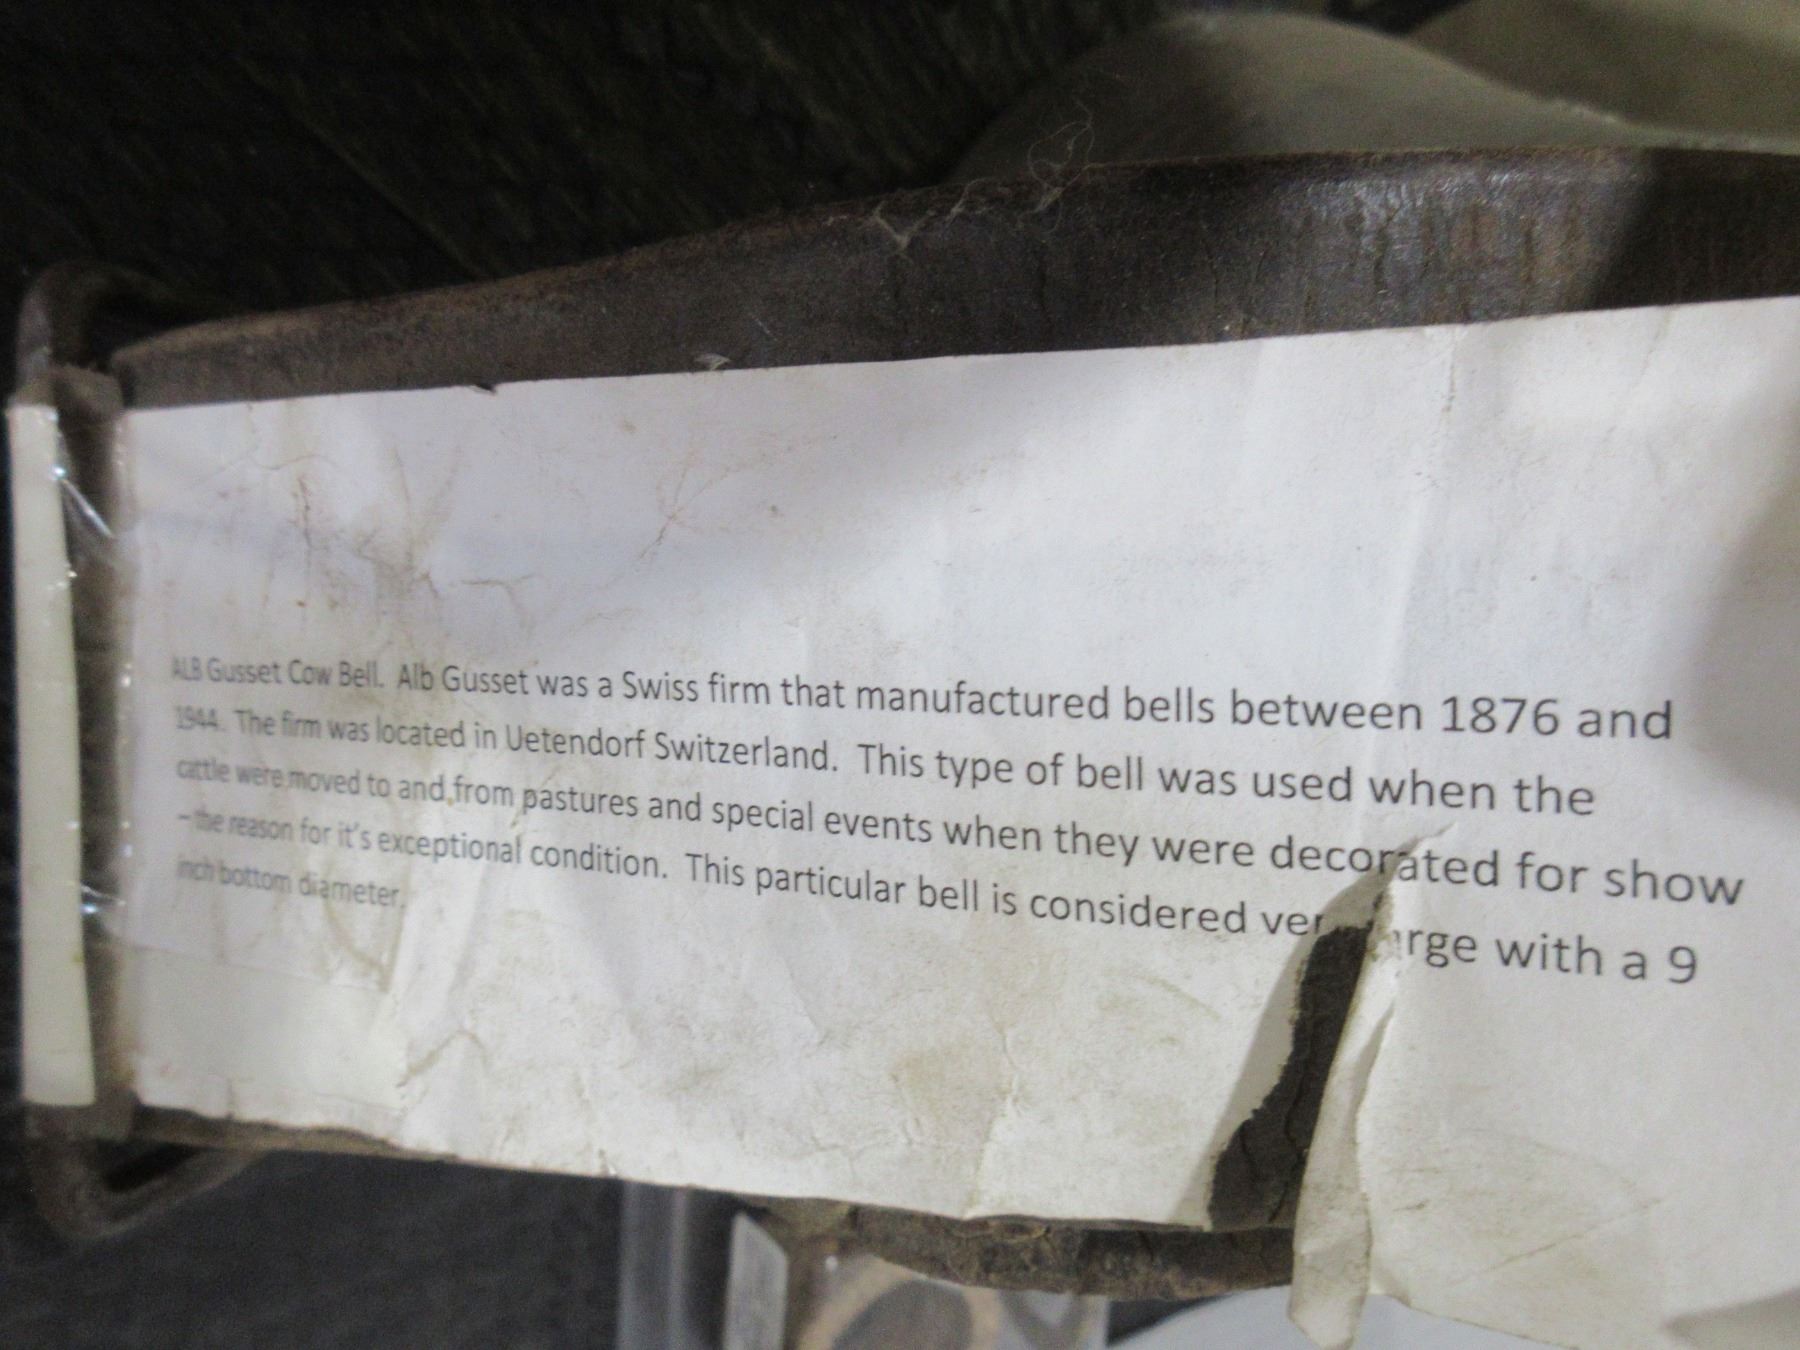 ALB Gusset Cow Bell. Alb Gusset was a Swiss firm that manufactured bells between 1876 and
1944. The firm was located in Uetendorf Switzerland. This type of bell was used when the
cattle were moved to and from pastures and special events when they were decorated for show
– the reason for it's exceptional condition. This particular bell is considered ver arge with a 9
inch bottom diameter.